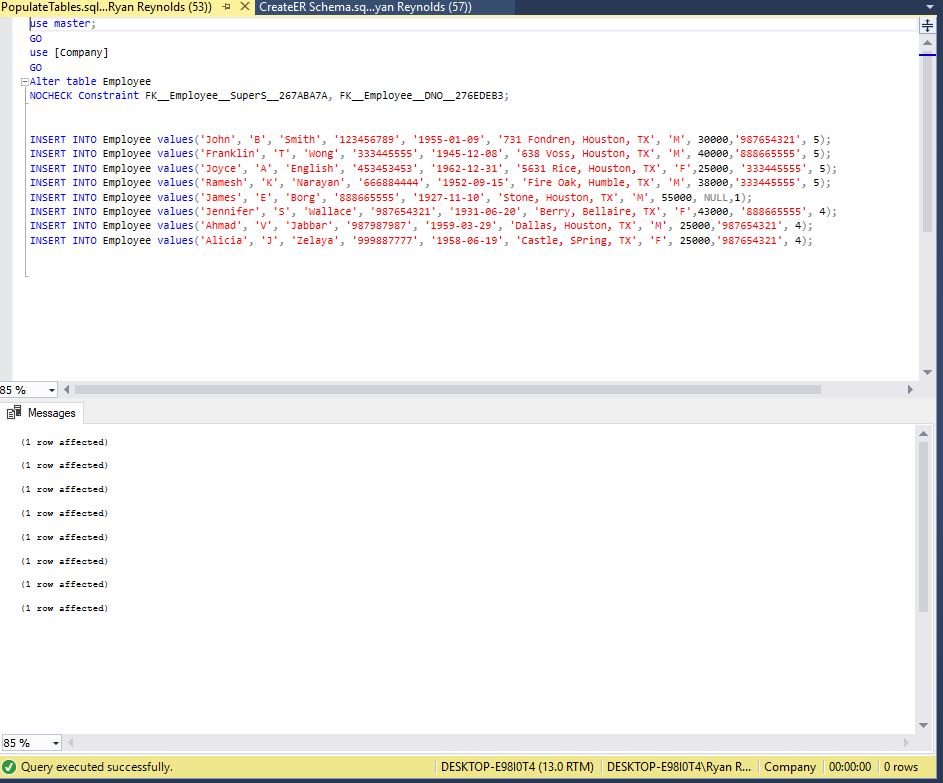 PopulateTables.sql...Ryan Reynolds (53))
CreateER Schema.sq...yan Reynolds (57))
use master;
GO
use [Company]
GO
Alter table Employee
NOCHECK Constraint FK__Employee__SuperS__267ABA7A, FK__Employee__DNO__276EDEB3;
INSERT INTO Employee values('John', 'B', 'Smith', '123456789', '1955-01-09', '731 Fondren, Houston, TX', 'M', 30000,'987654321', 5);
INSERT INTO Employee values('Franklin', 'T', 'Wong', '333445555', '1945-12-08', '638 Voss, Houston, TX', 'M', 40000,'888665555', 5);
INSERT INTO Employee values('Joyce', 'A', 'English', '453453453', '1962-12-31', '5631 Rice, Houston, TX', 'F',25000, '333445555', 5);
INSERT INTO Employee values('Ramesh', 'K', 'Narayan', '666884444', '1952-09-15', 'Fire Oak, Humble, TX', 'M', 38000,'333445555', 5);
INSERT INTO Employee values('James', 'E', 'Borg', '888665555', '1927-11-10', 'Stone, Houston, TX', 'M', 55000, NULL,1);
INSERT INTO Employee values('Jennifer', 'S', 'Wallace', '987654321', '1931-06-20', 'Berry, Bellaire, TX', 'F',43000, '888665555', 4);
INSERT INTO Employee values('Ahmad', 'V', 'Jabbar', '987987987', '1959-03-29', 'Dallas, Houston, TX', 'M', 25000,'987654321', 4);
INSERT INTO Employee values('Alicia', 'J', 'Zelaya', '999887777', '1958-06-19', 'Castle, SPring, TX', 'F', 25000,'987654321', 4);
85 %
Messages
(1 row affected)
(1 row affected)
(1 row affected)
(1 row affected)
(1 row affected)
(1 row affected)
(1 row affected)
(1 row affected)
85 %
Query executed successfully.
DESKTOP-E98I0T4 (13.0 RTM)
DESKTOP-E98I0T4\Ryan R...
Company
00:00:00
0 rows